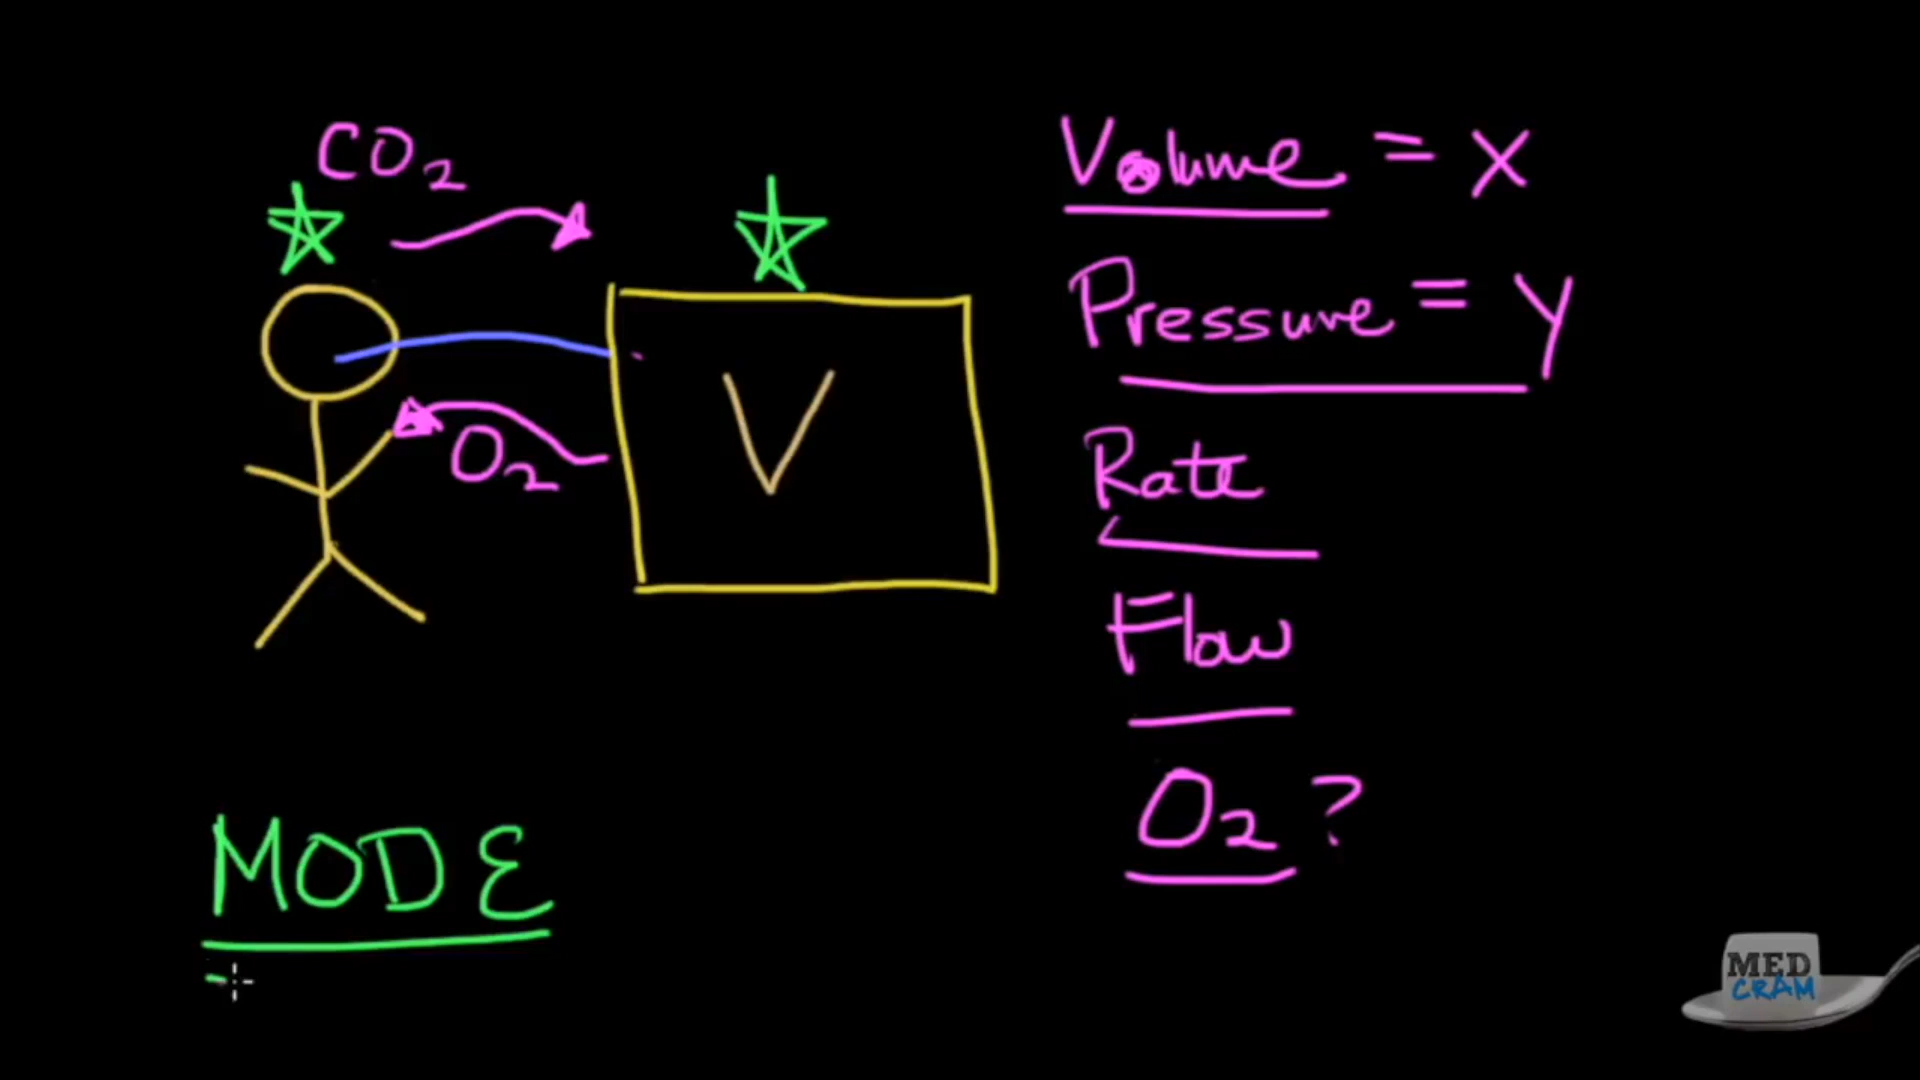 CO2
O2
V
Volume = X
Pressure = Y
Rate
Flow
O2 ?
MODE
MED
CRAM